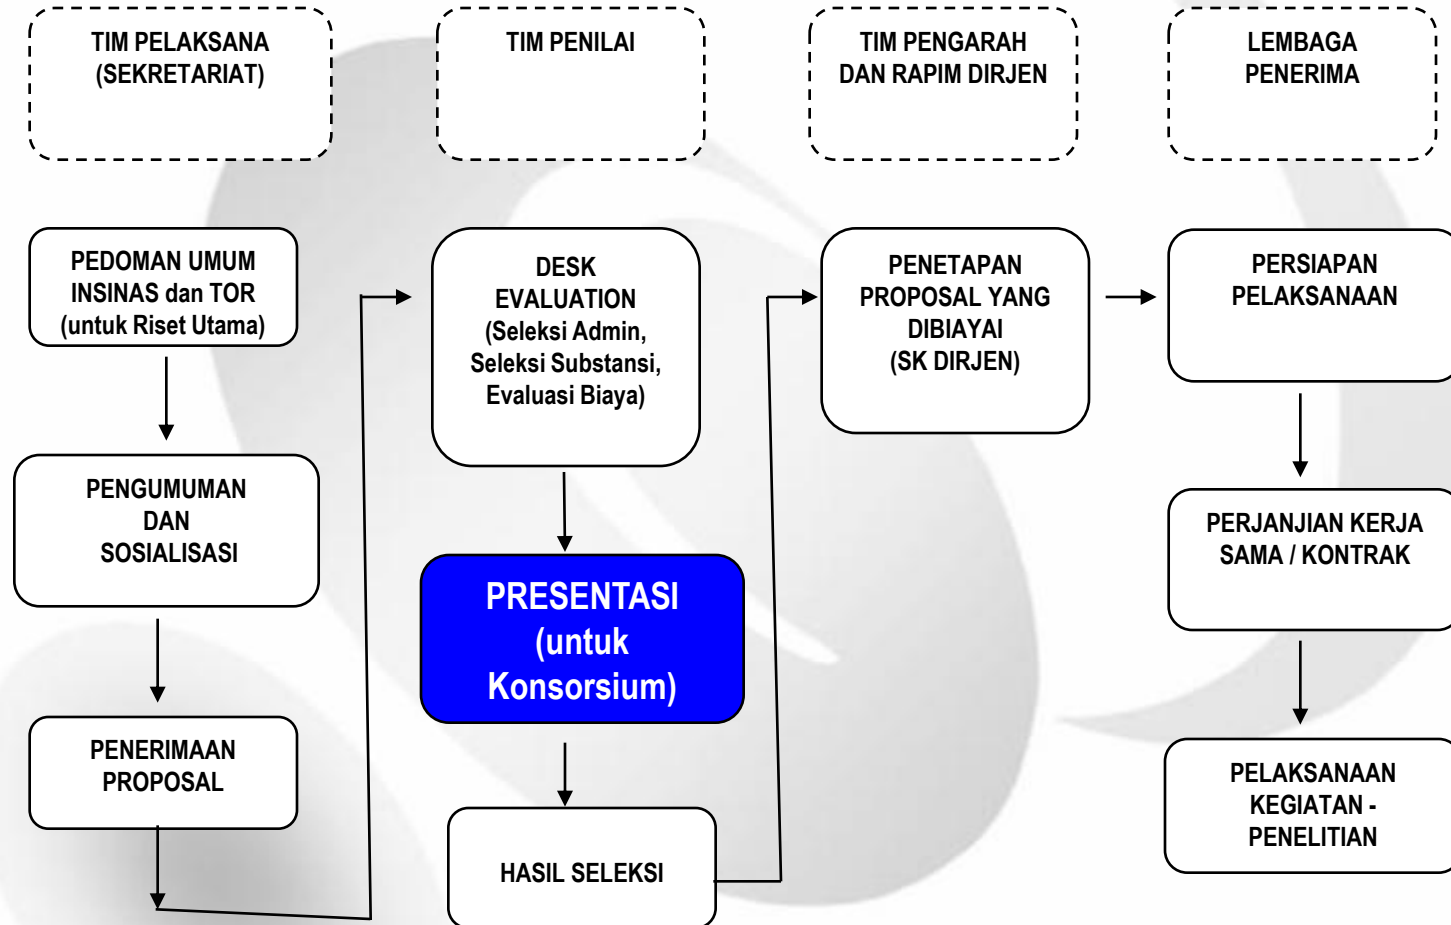 TIM PELAKSANA
(SEKRETARIAT)
TIM PENILAI
TIM PENGARAH
DAN RAPIM DIRJEN
LEMBAGA
PENERIMA
PEDOMAN UMUM
INSINAS dan TOR
(untuk Riset Utama)
PENGUMUMAN
DAN
SOSIALISASI
PENERIMAAN
PROPOSAL
DESK
EVALUATION
(Seleksi Admin,
Seleksi Substansi,
Evaluasi Biaya)
PRESENTASI
(untuk
Konsorsium)
HASIL SELEKSI
PENETAPAN
PROPOSAL YANG
DIBIAYAI
(SK DIRJEN)
PERSIAPAN
PELAKSANAAN
PERJANJIAN KERJA
SAMA / KONTRAK
PELAKSANAAN
KEGIATAN -
PENELITIAN